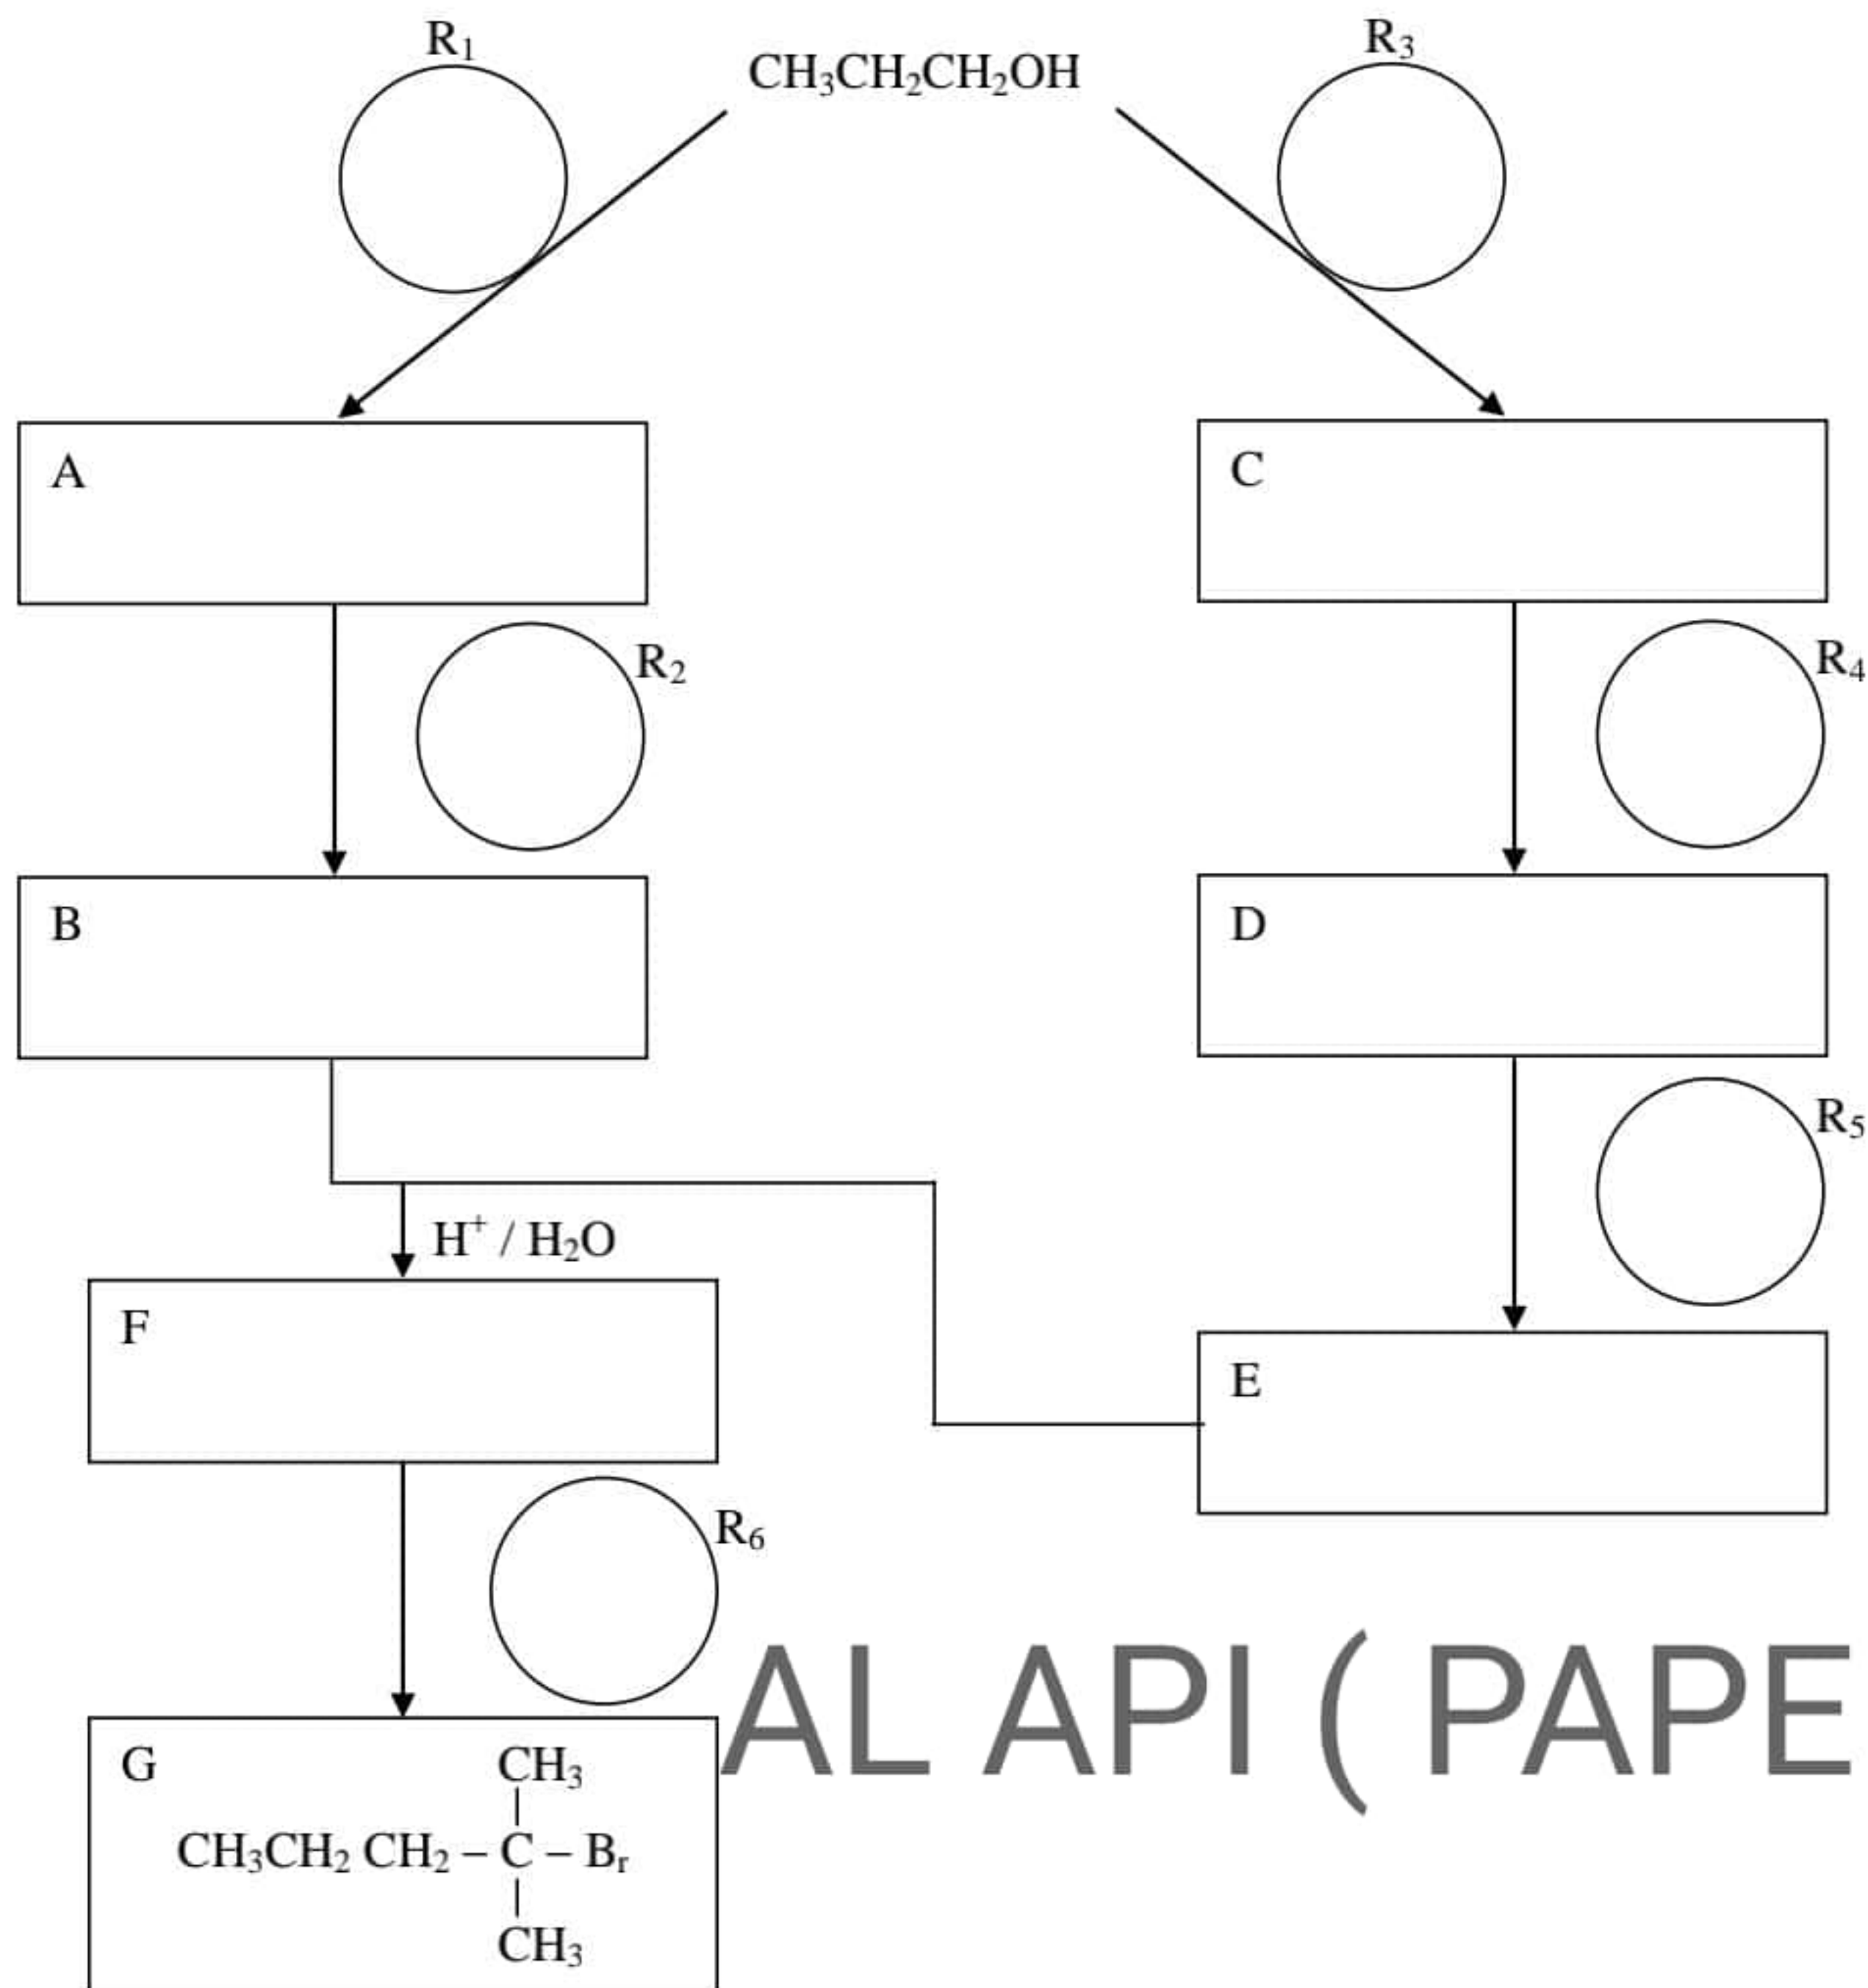 R₁
CH₃CH₂CH₂OH
R₃
A
C
R₂
R₄
B
D
R₅
H⁺ / H₂O
F
E
R₆
AL API ( PAPE
G
CH₃
CH₃CH₂ CH₂ – C – Bᵣ
CH₃